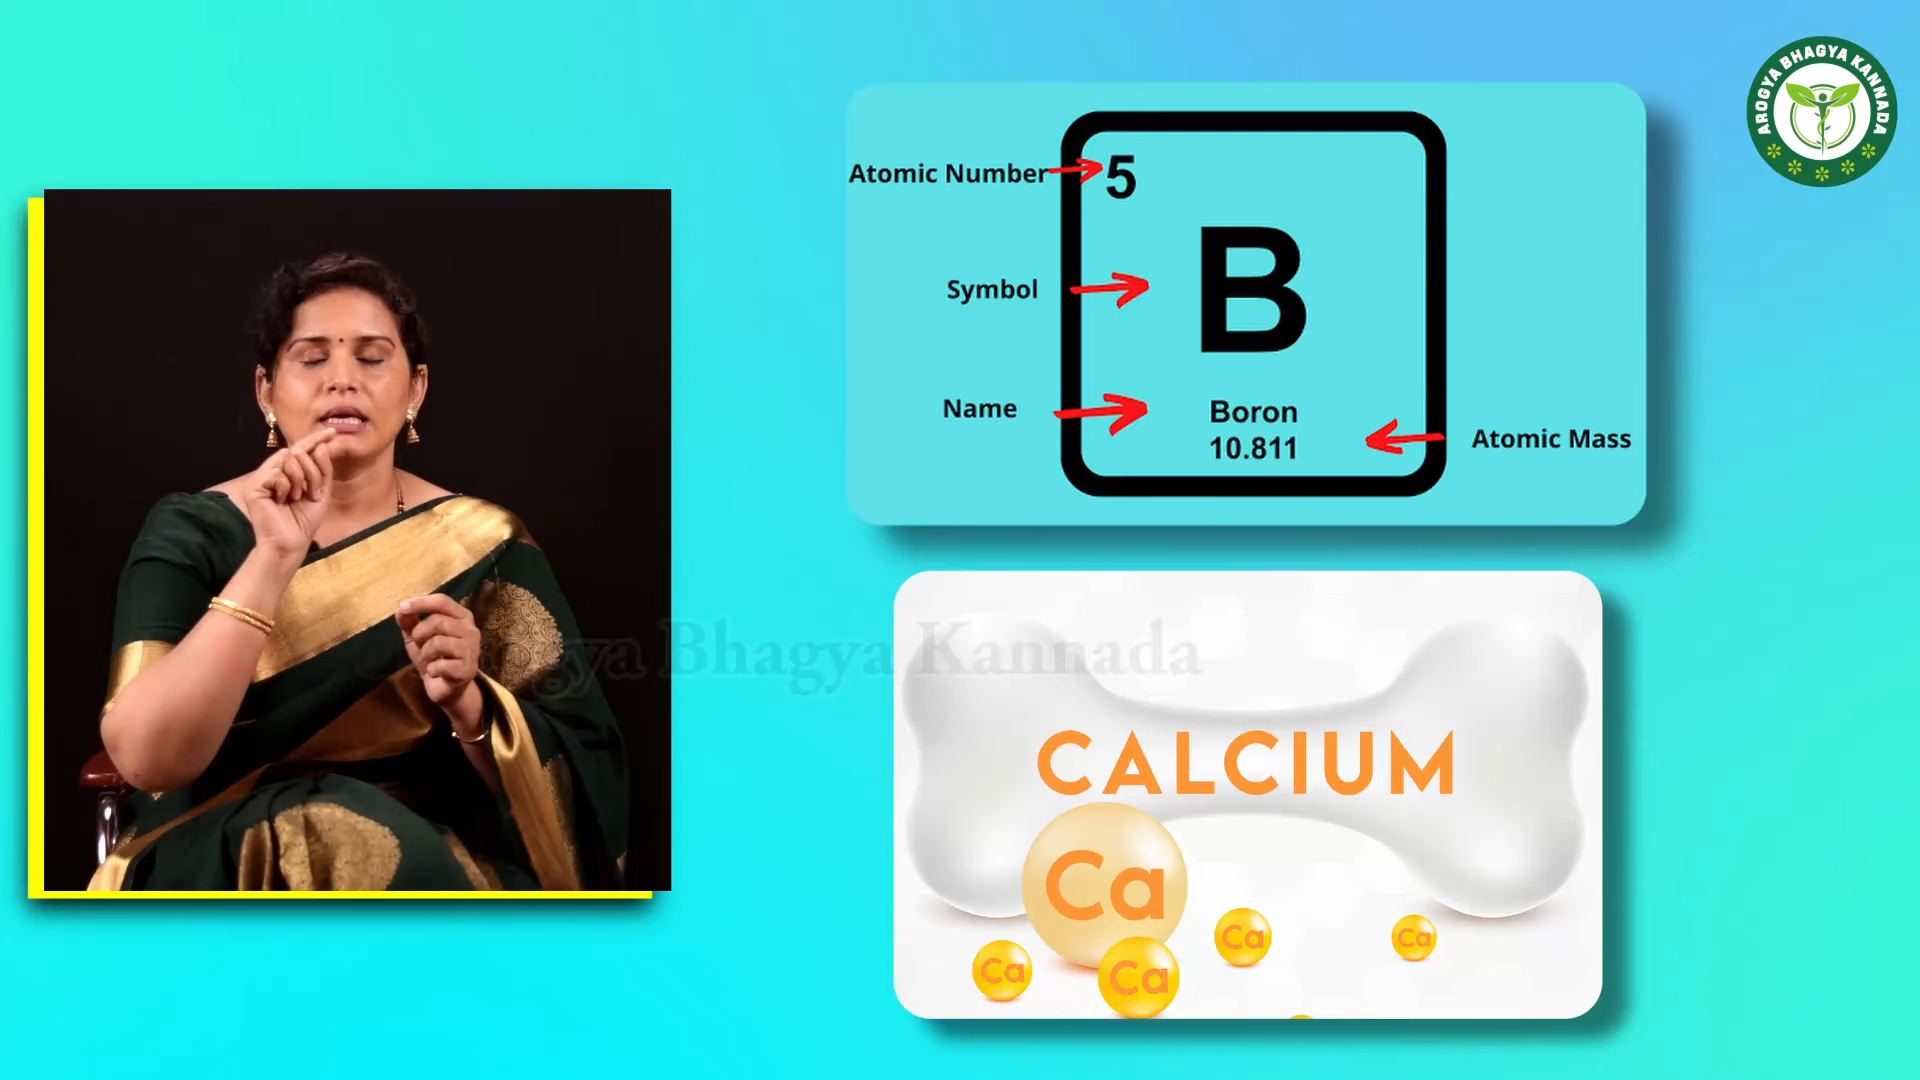 AROGYA BHAGYA KANNADA
Atomic Number
5
Symbol
B
Name
Boron
10.811
Atomic Mass
Arogya Bhagya Kannada
CALCIUM
Ca
Ca
Ca
Ca
Ca